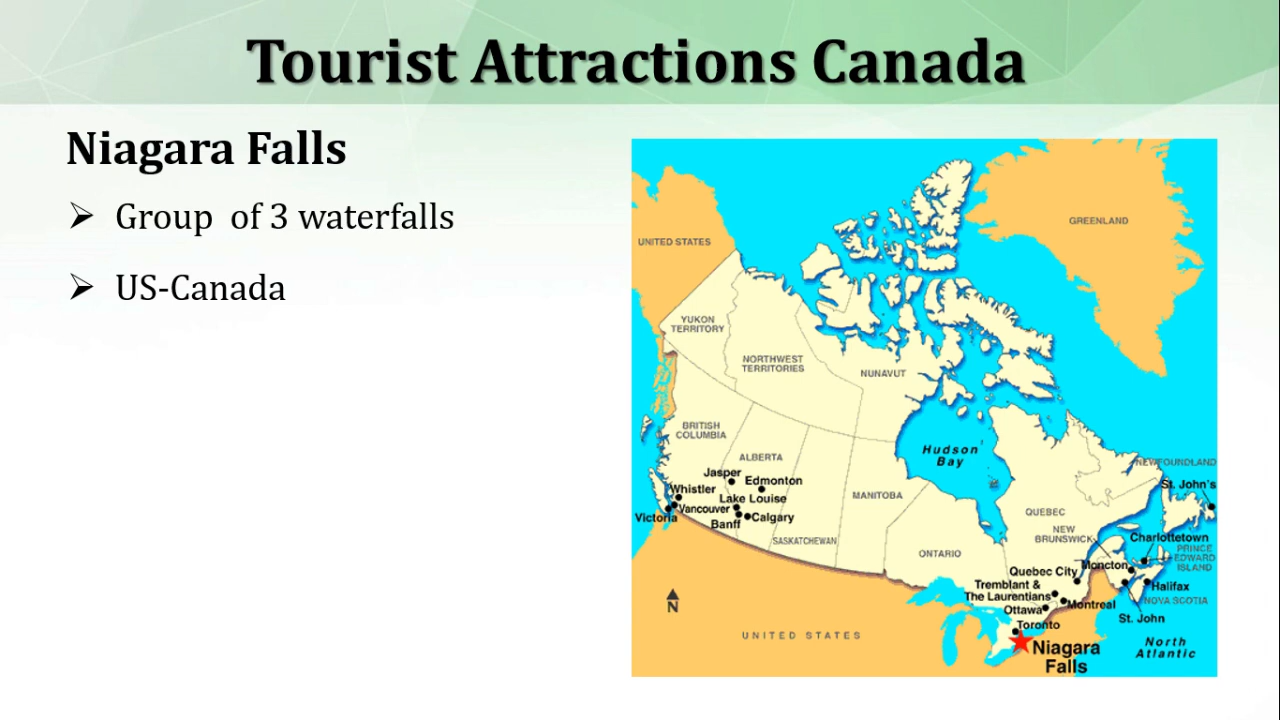 Tourist Attractions Canada
Niagara Falls
➢ Group of 3 waterfalls
➢ US-Canada
GREENLAND
UNITED STATES
YUKON
TERRITORY
NORTHWEST
TERRITORIES
NUNAVUT
BRITISH
COLUMBIA
ALBERTA
Hudson
Bay
NEWFOUNDLAND
Jasper
Edmonton
St. John's
Whistler
Lake Louise
MANITOBA
Vancouver
Victoria
Banff
Calgary
QUEBEC
NEW
BRUNSWICK
SASKATCHEWAN
Charlottetown
PRINCE
EDWARD
ISLAND
ONTARIO
Moncton
Quebec City
Tremblant &
The Laurentians
Halifax
N
Ottawa
Montreal
NOVA SCOTIA
St. John
Toronto
UNITED STATES
North
Atlantic
Niagara
Falls